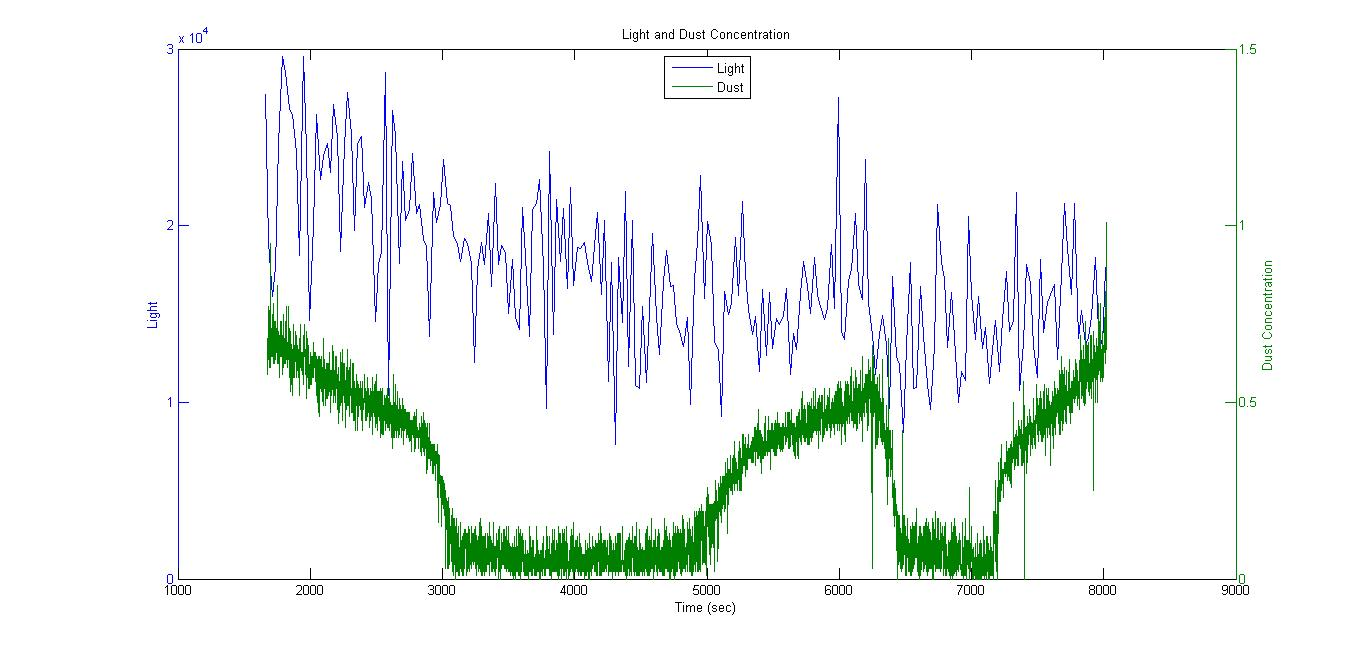 Light and Dust Concentration
x 10^4
3
2
1
0
Light
Light
Dust
1.5
1
0.5
0
Dust Concentration
1000 2000 3000 4000 5000 6000 7000 8000 9000
Time (sec)